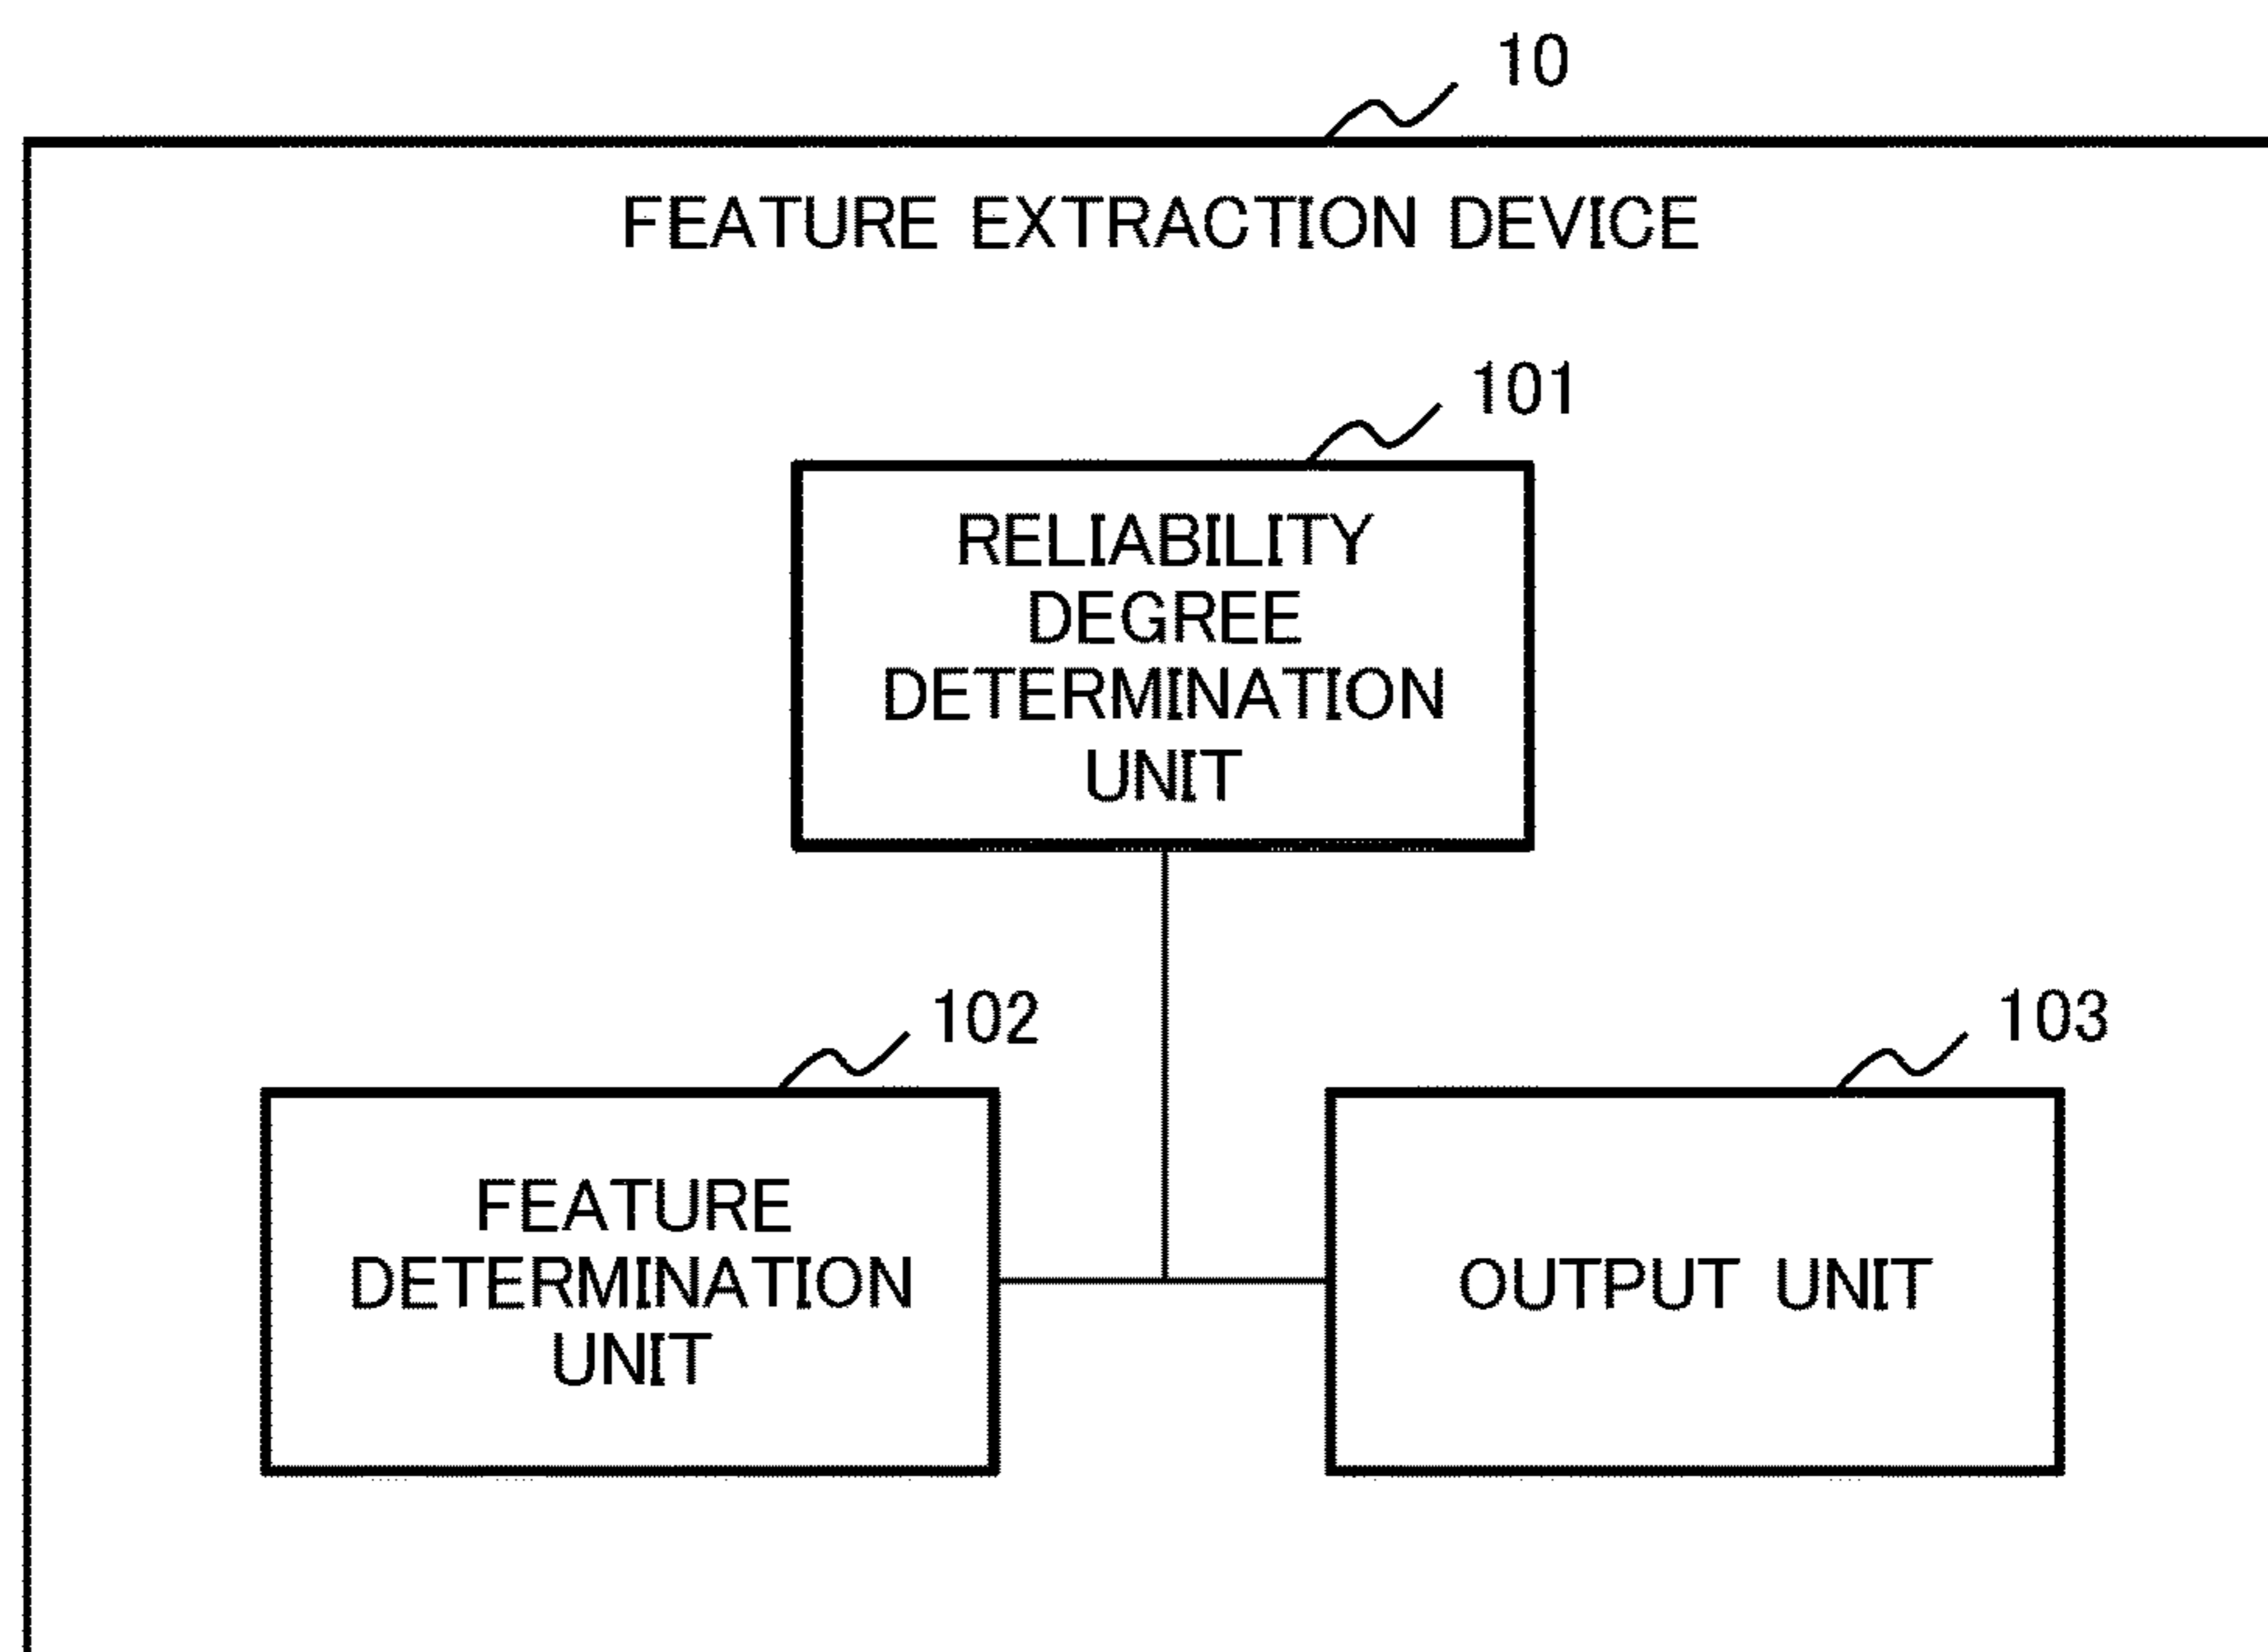 10
FEATURE EXTRACTION DEVICE
101
RELIABILITY
DEGREE
DETERMINATION
UNIT
102
FEATURE
DETERMINATION
UNIT
103
OUTPUT UNIT